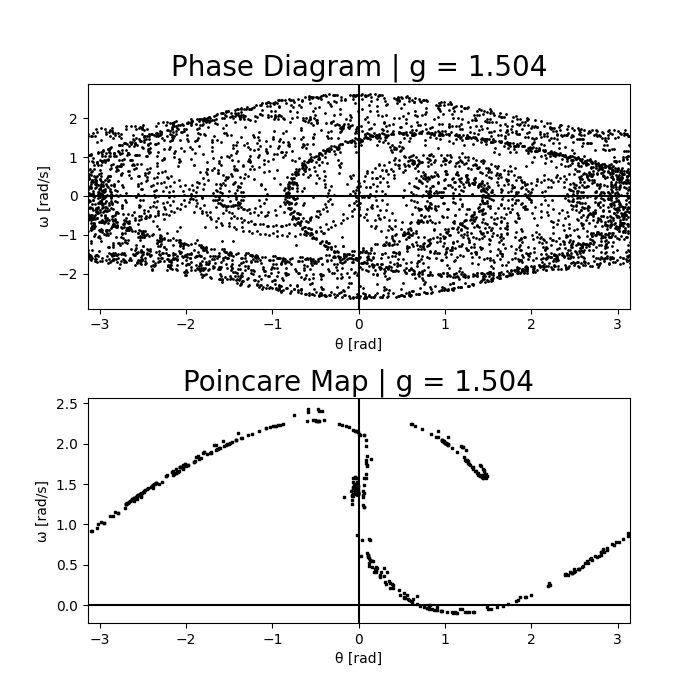 Phase Diagram | g = 1.504
2
1
0
−1
−2
ω [rad/s]
−3 −2 −1 0 1 2 3
θ [rad]
Poincare Map | g = 1.504
2.5
2.0
1.5
1.0
0.5
0.0
ω [rad/s]
−3 −2 −1 0 1 2 3
θ [rad]